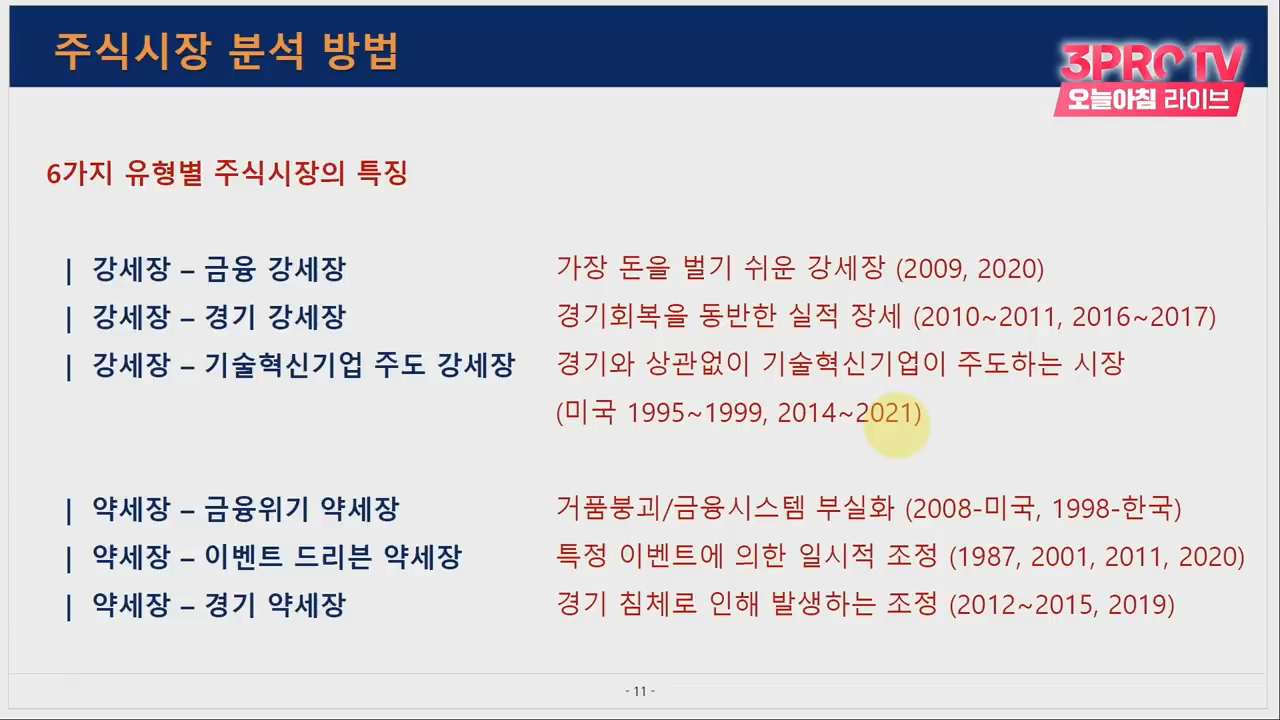 주식시장 분석 방법
3PROTV
오늘아침 라이브
6가지 유형별 주식시장의 특징
| 강세장 – 금융 강세장 가장 돈을 벌기 쉬운 강세장 (2009, 2020)
| 강세장 – 경기 강세장 경기회복을 동반한 실적 장세 (2010~2011, 2016~2017)
| 강세장 – 기술혁신기업 주도 강세장 경기와 상관없이 기술혁신기업이 주도하는 시장
(미국 1995~1999, 2014~2021)
| 약세장 – 금융위기 약세장 거품붕괴/금융시스템 부실화 (2008-미국, 1998-한국)
| 약세장 – 이벤트 드리븐 약세장 특정 이벤트에 의한 일시적 조정 (1987, 2001, 2011, 2020)
| 약세장 – 경기 약세장 경기 침체로 인해 발생하는 조정 (2012~2015, 2019)
- 11 -